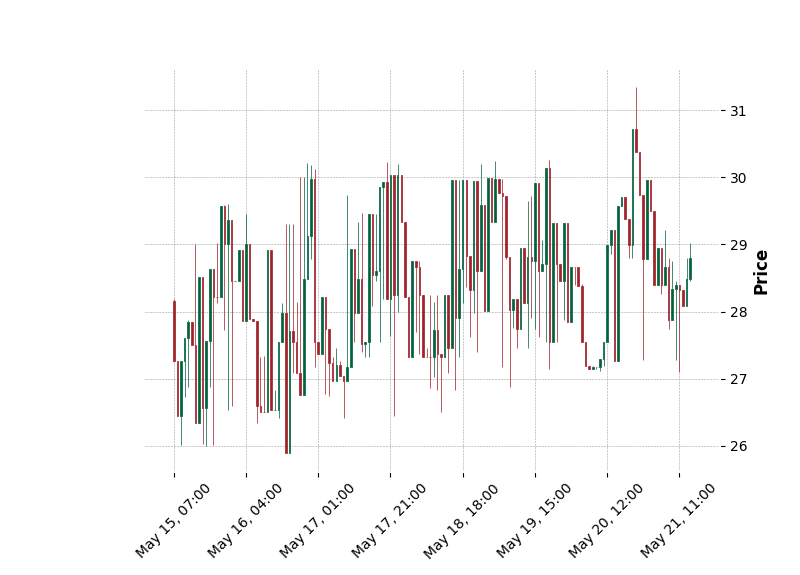 31
30
29
28
27
26
Price
May 15, 07:00
May 16, 04:00
May 17, 01:00
May 17, 21:00
May 18, 18:00
May 19, 15:00
May 20, 12:00
May 21, 11:00